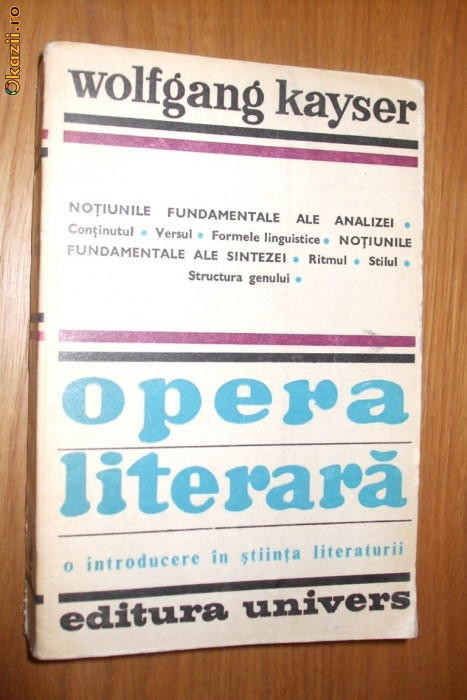 Okazii.ro
wolfgang kayser
NOȚIUNILE FUNDAMENTALE ALE ANALIZEI •
Conținutul • Versul • Formele linguistice • NOȚIUNILE
FUNDAMENTALE ALE SINTEZEI • Ritmul • Stilul •
Structura genului •
opera
literară
o introducere în știința literaturii
editura univers